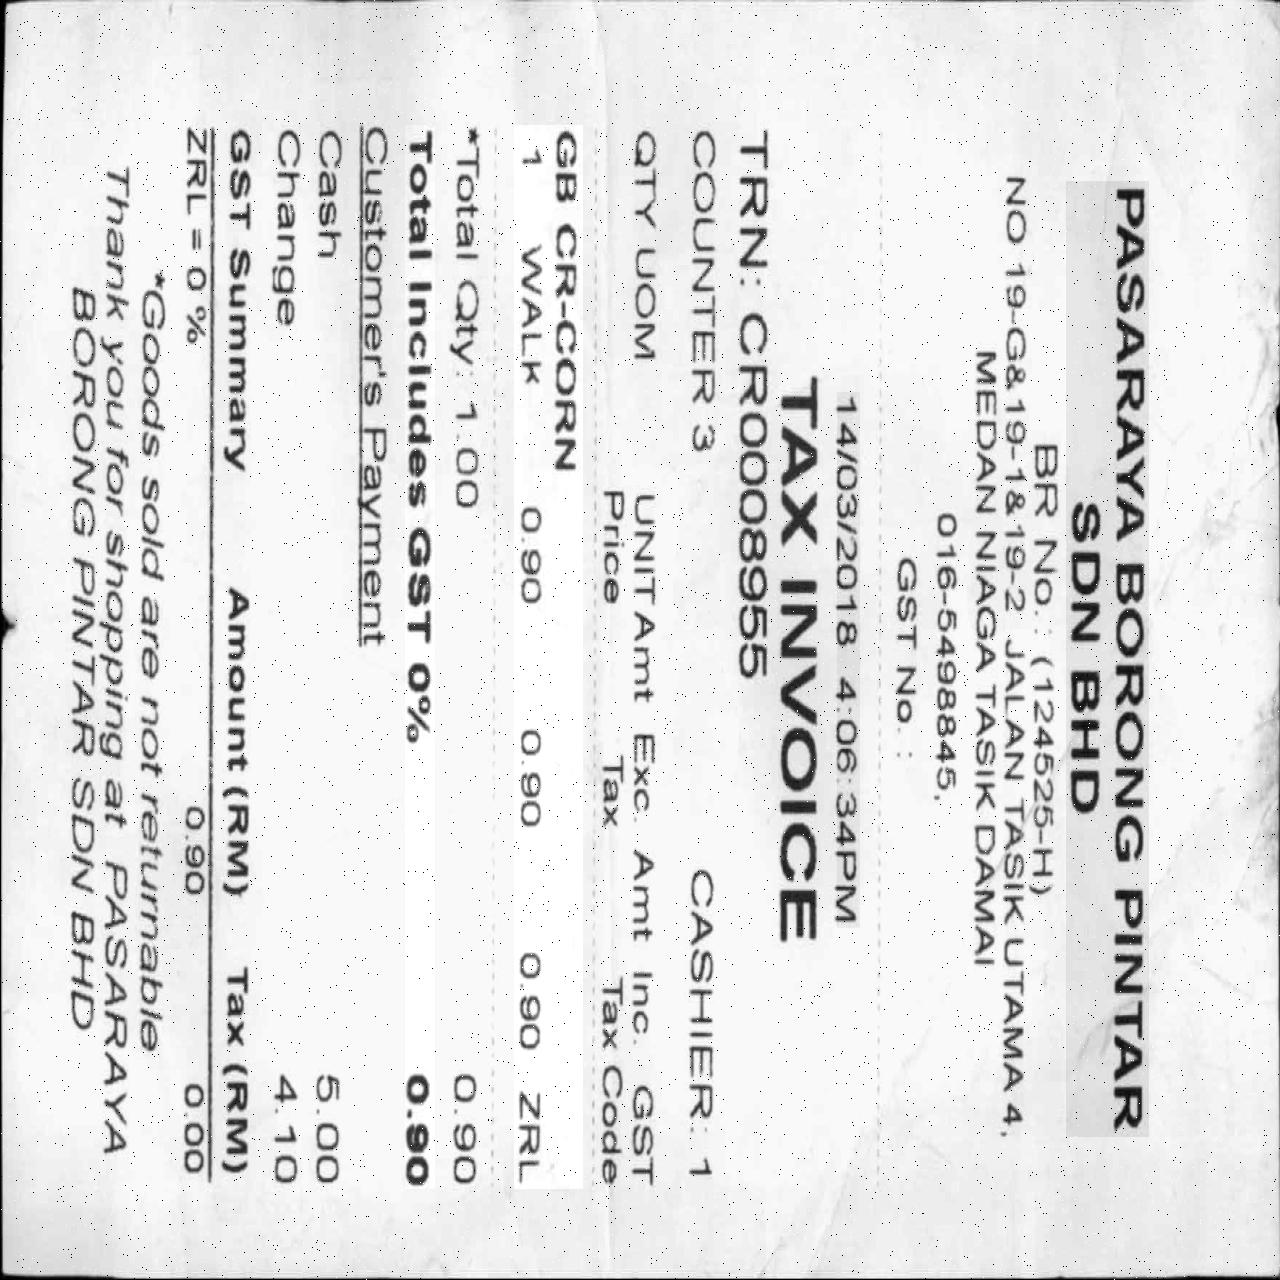 PASARAYA BORONG PINTAR
SDN BHD
BR No. : (124525-H)
NO 19-G&19-1&19-2 JALAN TASIK UTAMA 4,
MEDAN NIAGA TASIK DAMAI
016-5498845,
GST No. :
14/03/2018 4:06:34PM
TAX INVOICE
TRN: CR0008955
COUNTER 3 CASHIER: 1
QTY UOM UNIT Amt Exc. Amt Inc. GST
Price Tax Tax Code
GB CR-CORN
1 WALK 0.90 0.90 0.90 ZRL
*Total Qty: 1.00 0.90
Total Includes GST 0% 0.90
Customer's Payment
Cash 5.00
Change 4.10
GST Summary Amount (RM) Tax (RM)
ZRL = 0 % 0.90 0.00
*Goods sold are not returnable
Thank you for shopping at PASARAYA
BORONG PINTAR SDN BHD